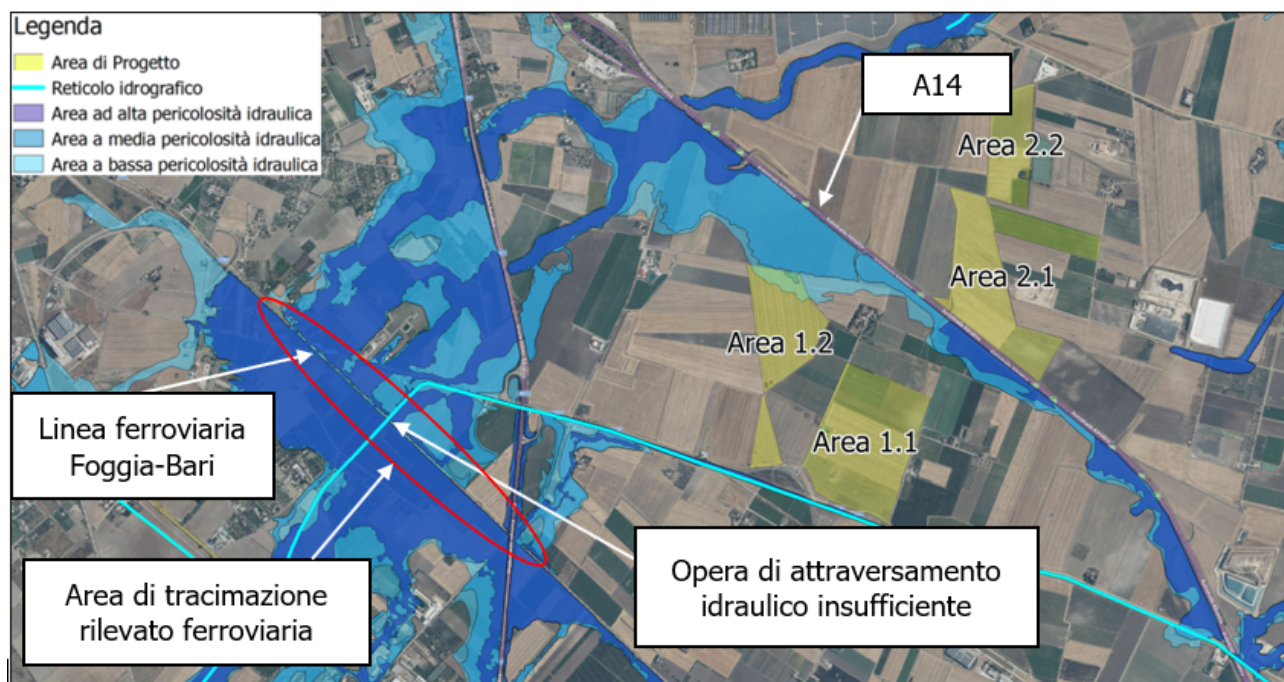 Legenda
Area di Progetto
Reticolo idrografico
Area ad alta pericolosità idraulica
Area a media pericolosità idraulica
Area a bassa pericolosità idraulica
A14
Area 2.2
Area 2.1
Area 1.2
Area 1.1
Linea ferroviaria
Foggia-Bari
Area di tracimazione
rilevato ferroviaria
Opera di attraversamento
idraulico insufficiente